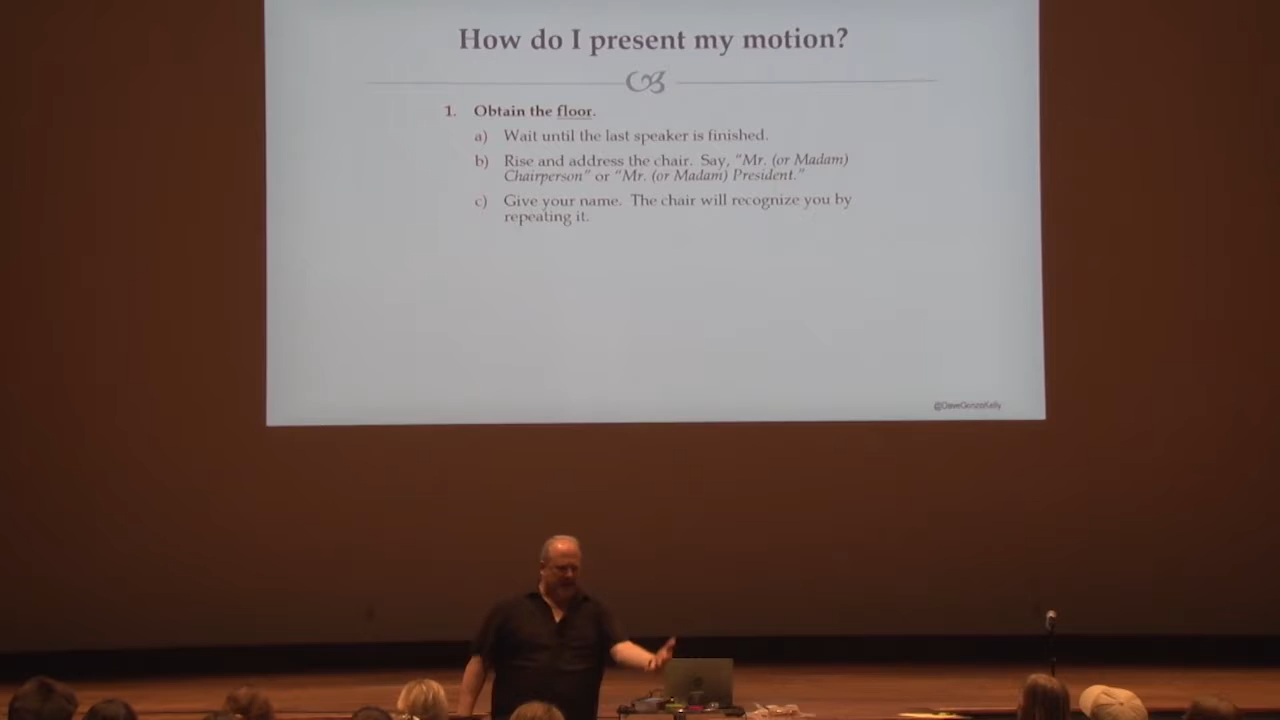 How do I present my motion?
1. Obtain the floor.
a) Wait until the last speaker is finished.
b) Rise and address the chair. Say, "Mr. (or Madam)
Chairperson" or "Mr. (or Madam) President."
c) Give your name. The chair will recognize you by
repeating it.
@DaveGonzoKelly